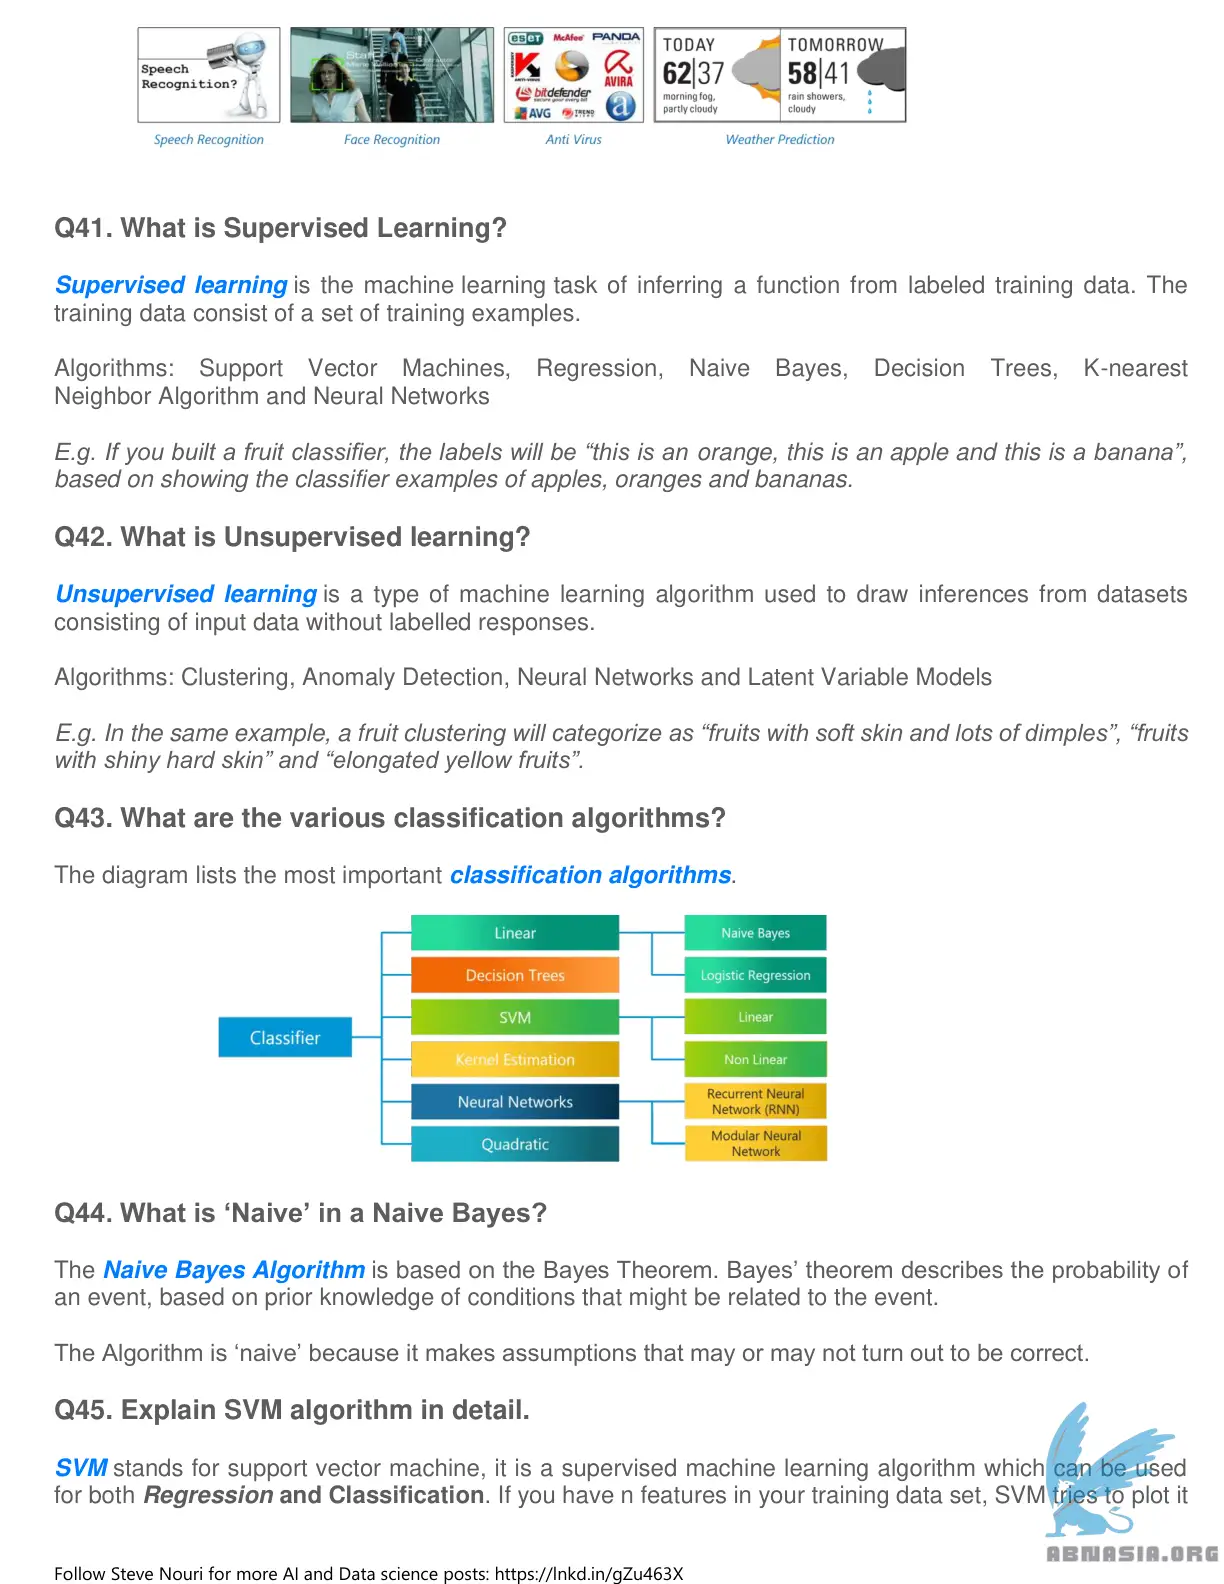 Speech
Recognition?
Staff
eseT
McAfee
PANDA
ANTI-VIRUS
AVIRA
bitdefender
secure your every bit
AVG
TREND
MICRO
TODAY
62|37
morning fog,
partly cloudy
TOMORROW
58|41
rain showers,
cloudy
Speech Recognition
Face Recognition
Anti Virus
Weather Prediction
Q41. What is Supervised Learning?
Supervised learning is the machine learning task of inferring a function from labeled training data. The
training data consist of a set of training examples.
Algorithms: Support Vector Machines, Regression, Naive Bayes, Decision Trees, K-nearest
Neighbor Algorithm and Neural Networks
E.g. If you built a fruit classifier, the labels will be “this is an orange, this is an apple and this is a banana”,
based on showing the classifier examples of apples, oranges and bananas.
Q42. What is Unsupervised learning?
Unsupervised learning is a type of machine learning algorithm used to draw inferences from datasets
consisting of input data without labelled responses.
Algorithms: Clustering, Anomaly Detection, Neural Networks and Latent Variable Models
E.g. In the same example, a fruit clustering will categorize as “fruits with soft skin and lots of dimples”, “fruits
with shiny hard skin” and “elongated yellow fruits”.
Q43. What are the various classification algorithms?
The diagram lists the most important classification algorithms.
Classifier
Linear
Decision Trees
SVM
Kernel Estimation
Neural Networks
Quadratic
Naive Bayes
Logistic Regression
Linear
Non Linear
Recurrent Neural
Network (RNN)
Modular Neural
Network
Q44. What is ‘Naive’ in a Naive Bayes?
The Naive Bayes Algorithm is based on the Bayes Theorem. Bayes’ theorem describes the probability of
an event, based on prior knowledge of conditions that might be related to the event.
The Algorithm is ‘naive’ because it makes assumptions that may or may not turn out to be correct.
Q45. Explain SVM algorithm in detail.
SVM stands for support vector machine, it is a supervised machine learning algorithm which can be used
for both Regression and Classification. If you have n features in your training data set, SVM tries to plot it
ABNASIA.ORG
Follow Steve Nouri for more AI and Data science posts: https://lnkd.in/gZu463X